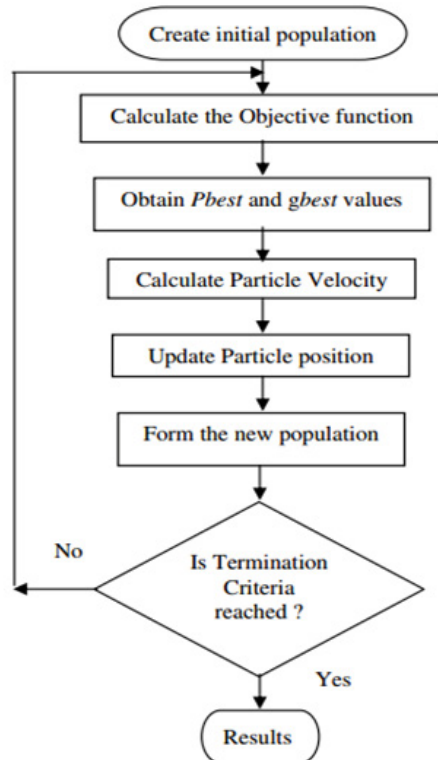 Create initial population
Calculate the Objective function
Obtain Pbest and gbest values
Calculate Particle Velocity
Update Particle position
Form the new population
No
Is Termination
Criteria
reached ?
Yes
Results